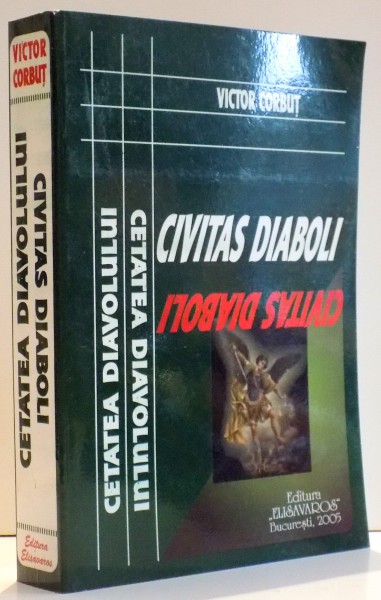 VICTOR
CORBUȚ
CIVITAS DIABOLI
CETATEA DIAVOLULUI
Editura
Elisavaros
VICTOR CORBUȚ
CETATEA DIAVOLULUI
CETATEA DIAVOLULUI
CIVITAS DIABOLI
CIVITAS DIABOLI
Editura
„ELISAVAROS”
București, 2005